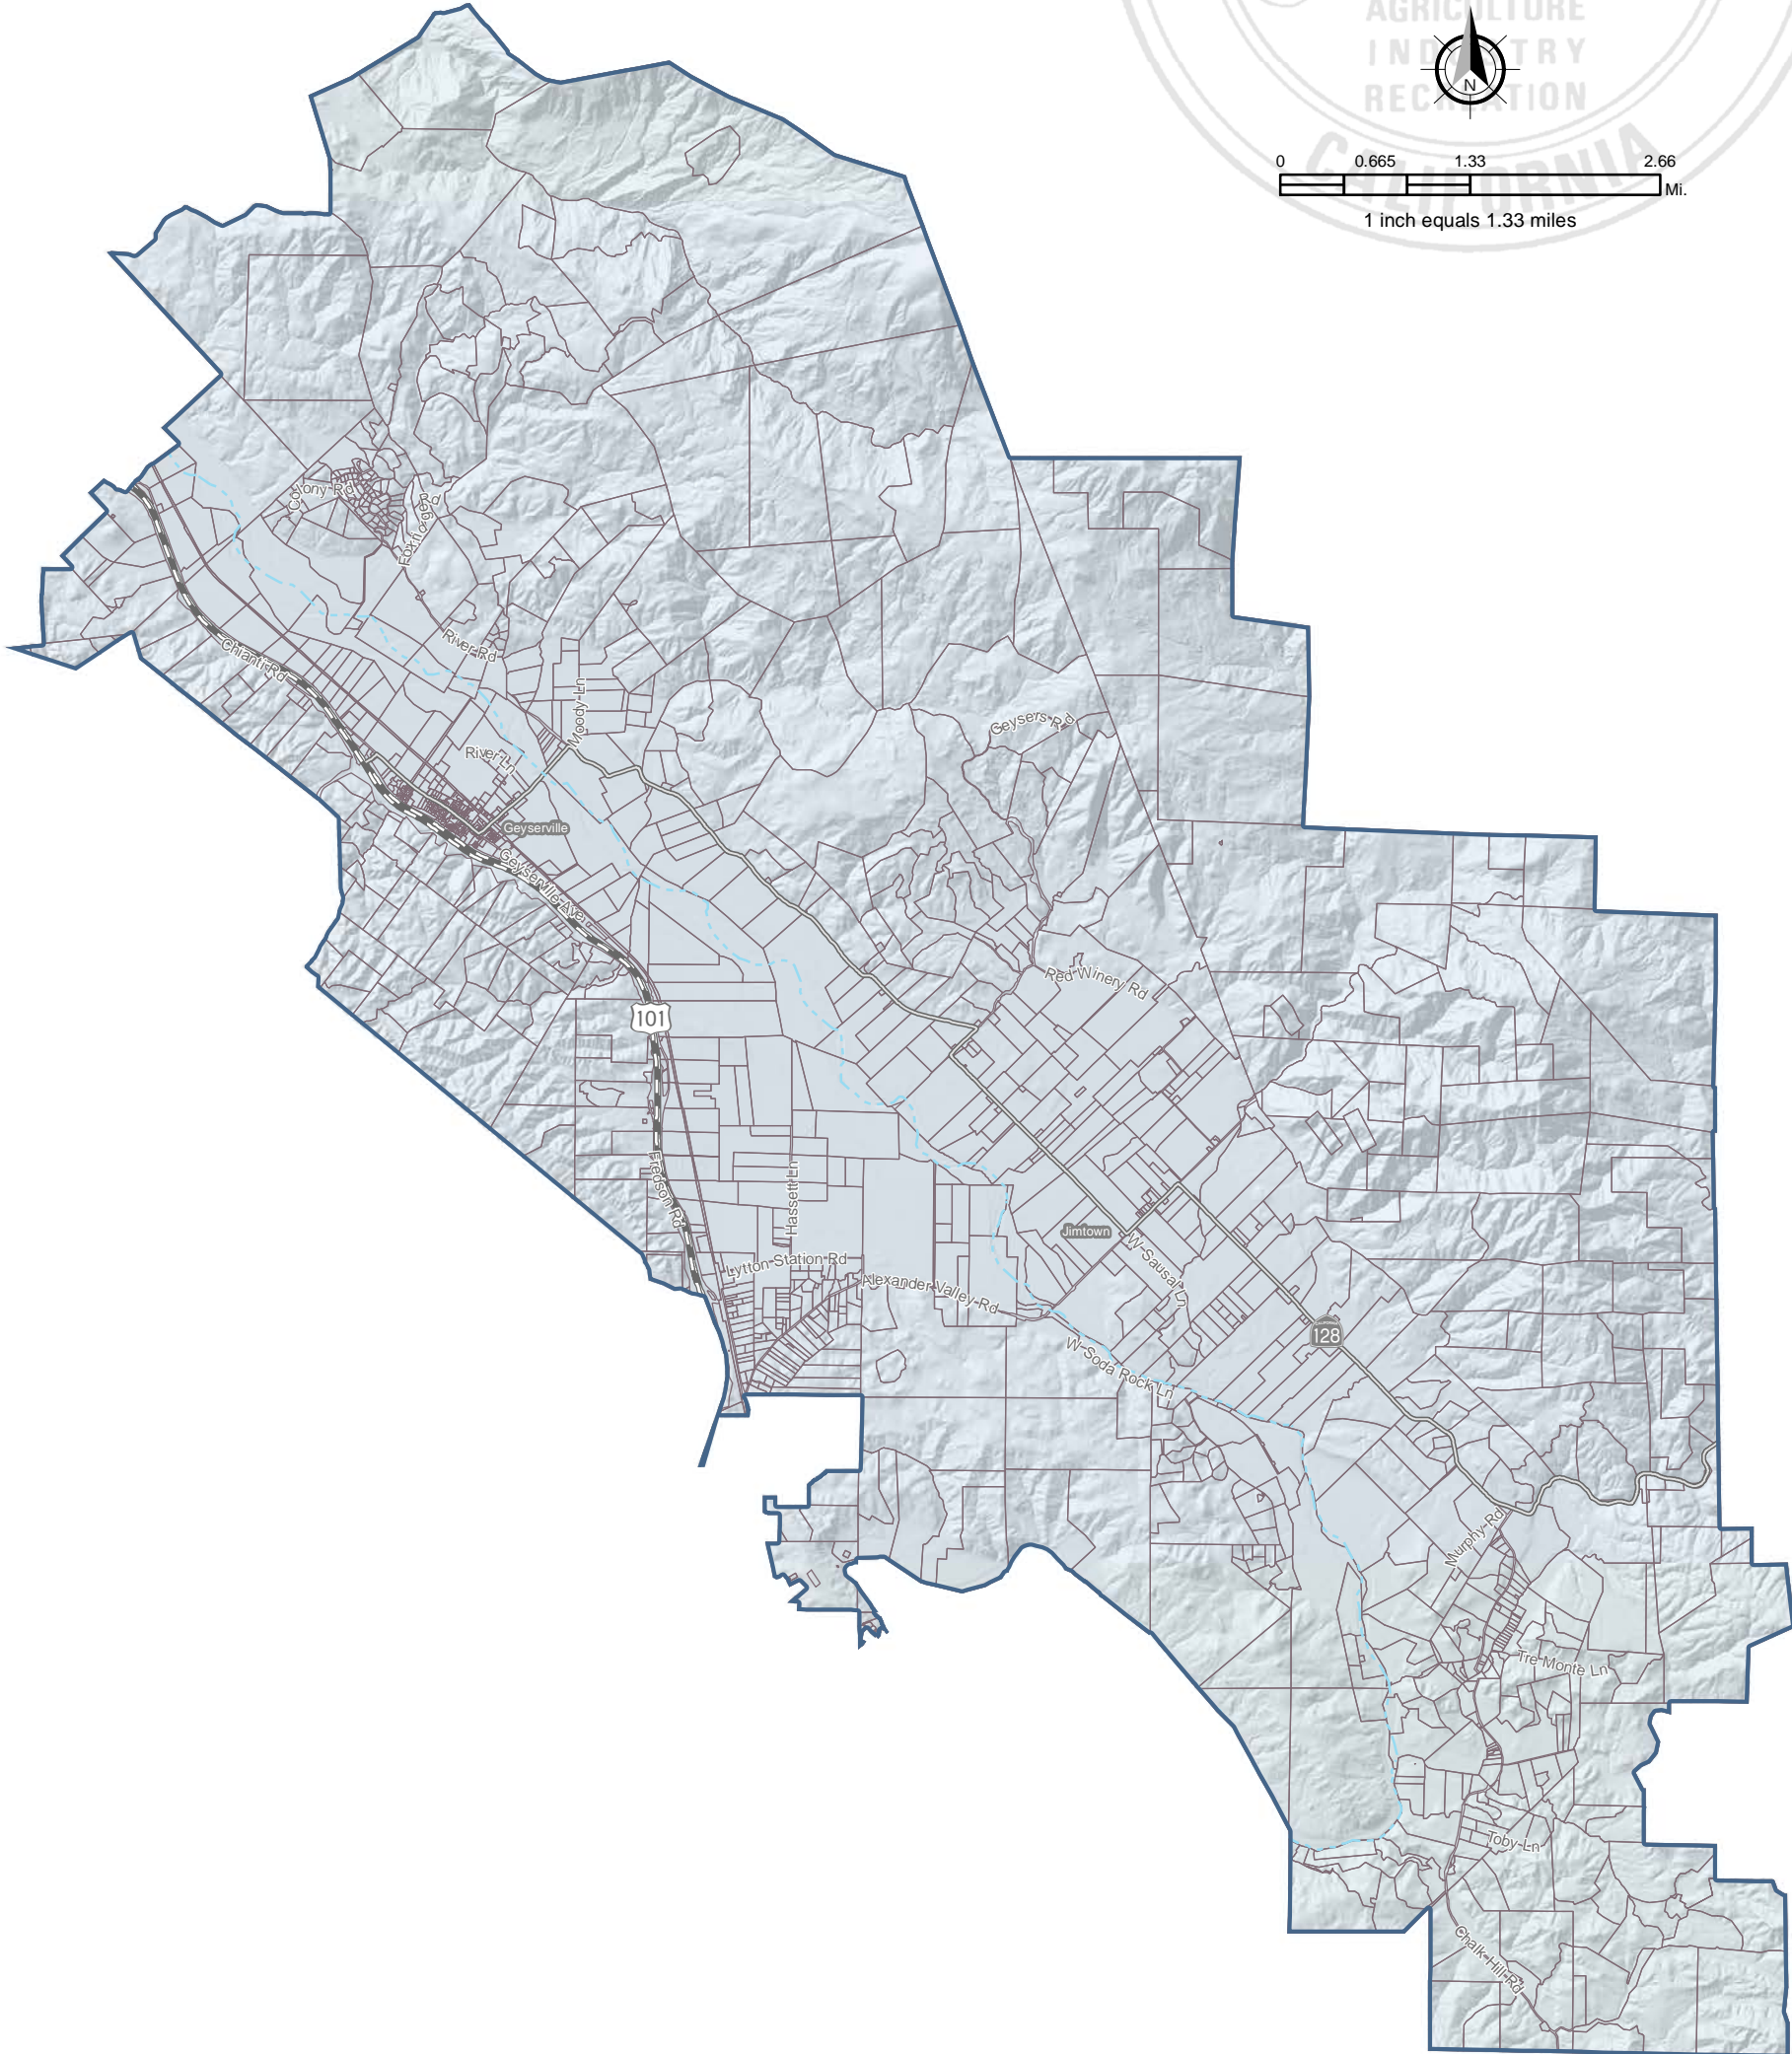 AGRICULTURE
INDUSTRY
RECREATION
CALIFORNIA
N
0 0.665 1.33 2.66
Mi.
1 inch equals 1.33 miles
Colony Rd
Rd
River Rd
Chianti Rd
Moody Ln
Geysers Rd
River Ln
Geyserville
Geyserville Ave
Red Winery Rd
101
Fredson Rd
Hassett Ln
Jimtown
W Sausal Ln
Lytton Station Rd
Alexander Valley Rd
128
W Soda Rock Ln
Murphy Rd
Tre Monte Ln
Toby Ln
Chalk Hill Rd